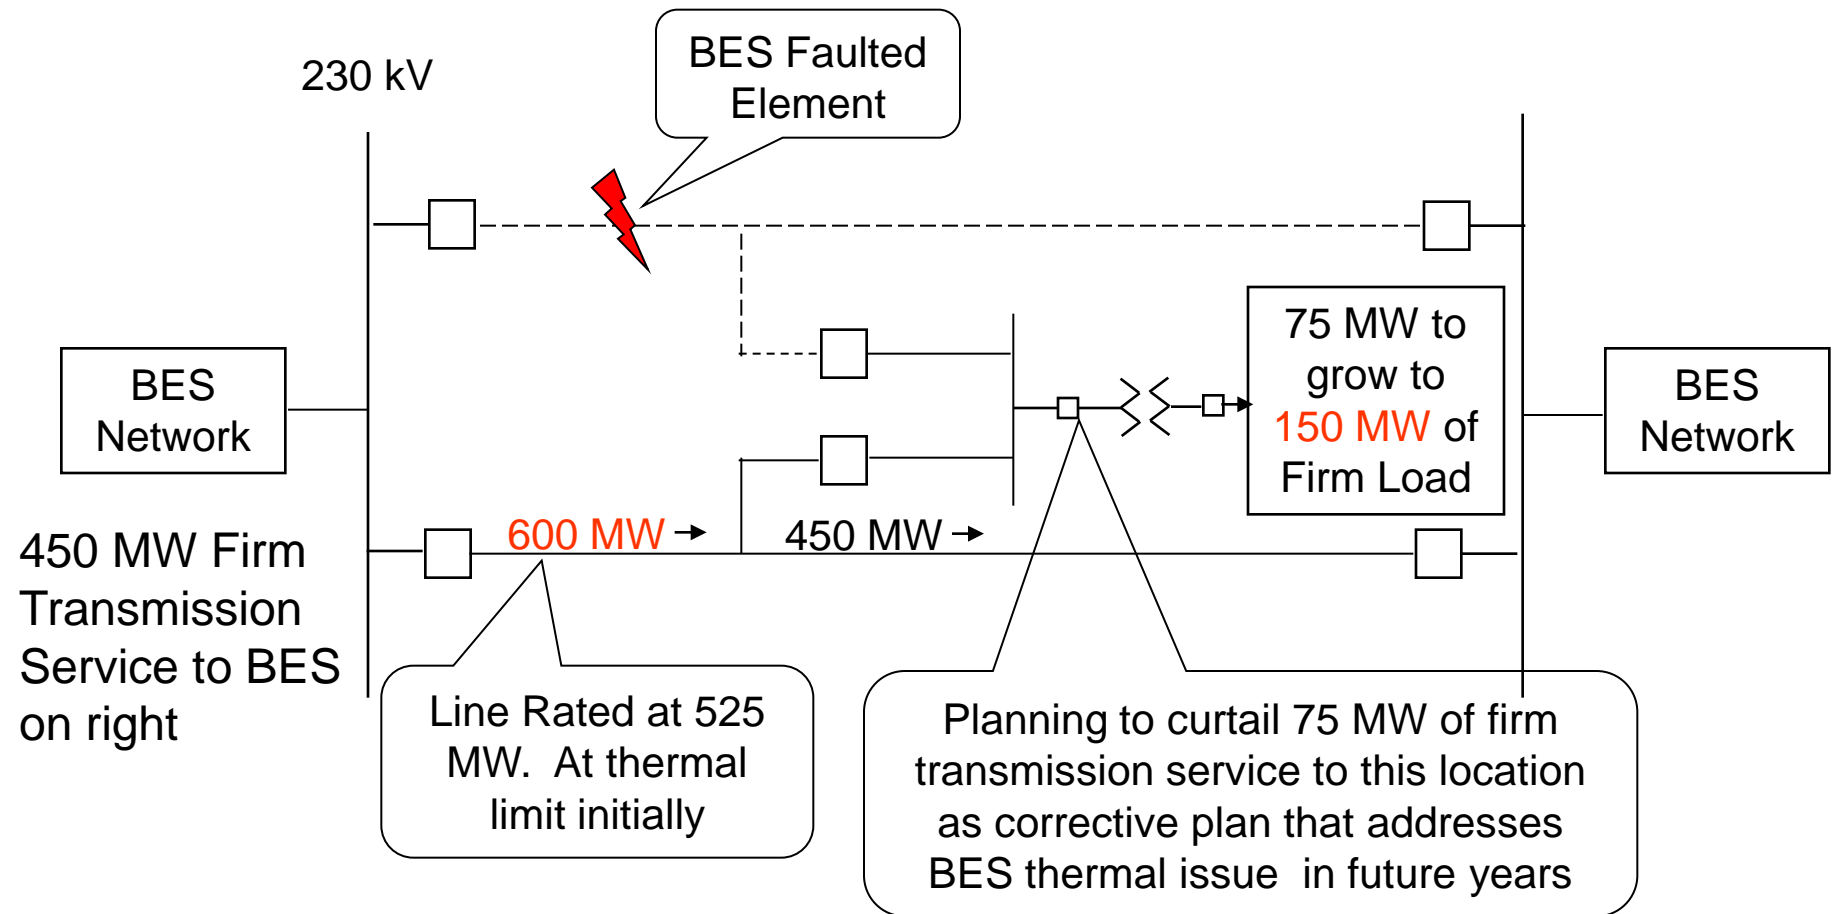 230 kV
BES Faulted
Element
BES
Network
75 MW to
grow to
150 MW of
Firm Load
BES
Network
600 MW
450 MW
450 MW Firm
Transmission
Service to BES
on right
Line Rated at 525
MW. At thermal
limit initially
Planning to curtail 75 MW of firm
transmission service to this location
as corrective plan that addresses
BES thermal issue in future years